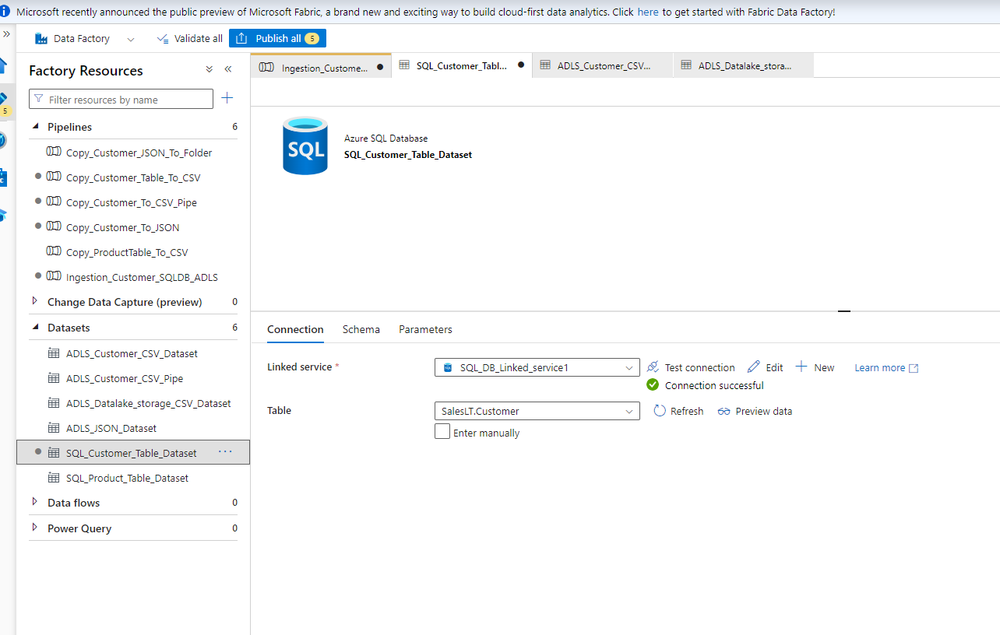 Microsoft recently announced the public preview of Microsoft Fabric, a brand new and exciting way to build cloud-first data analytics. Click here to get started with Fabric Data Factory!
Data Factory
Validate all
Publish all 5
Factory Resources
Filter resources by name
5
Pipelines 6
Copy_Customer_JSON_To_Folder
Copy_Customer_Table_To_CSV
Copy_Customer_To_CSV_Pipe
Copy_Customer_To_JSON
Copy_ProductTable_To_CSV
Ingestion_Customer_SQLDB_ADLS
Change Data Capture (preview) 0
Datasets 6
ADLS_Customer_CSV_Dataset
ADLS_Customer_CSV_Pipe
ADLS_Datalake_storage_CSV_Dataset
ADLS_JSON_Dataset
SQL_Customer_Table_Dataset ...
SQL_Product_Table_Dataset
Data flows 0
Power Query 0
Ingestion_Custome...
SQL_Customer_Tabl...
ADLS_Customer_CSV...
ADLS_Datalake_stora...
SQL
Azure SQL Database
SQL_Customer_Table_Dataset
Connection Schema Parameters
Linked service *
SQL_DB_Linked_service1
Test connection Edit New Learn more
Connection successful
Table
SalesLT.Customer
Refresh Preview data
Enter manually